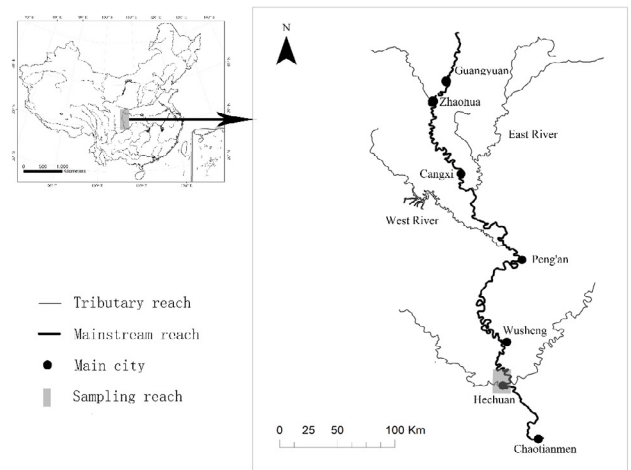 N
Guangyuan
Zhaohua
East River
Cangxi
West River
Peng'an
Tributary reach
Mainstream reach
Main city
Sampling reach
Wusheng
Hechuan
0 25 50 100 Km
Chaotianmen